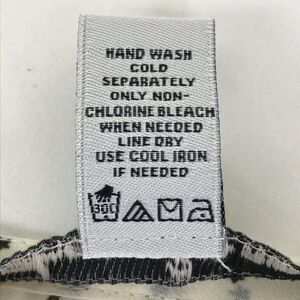 HAND WASH
COLD
SEPARATELY
ONLY NON-
CHLORINE BLEACH
WHEN NEEDED
LINE DRY
USE COOL IRON
IF NEEDED